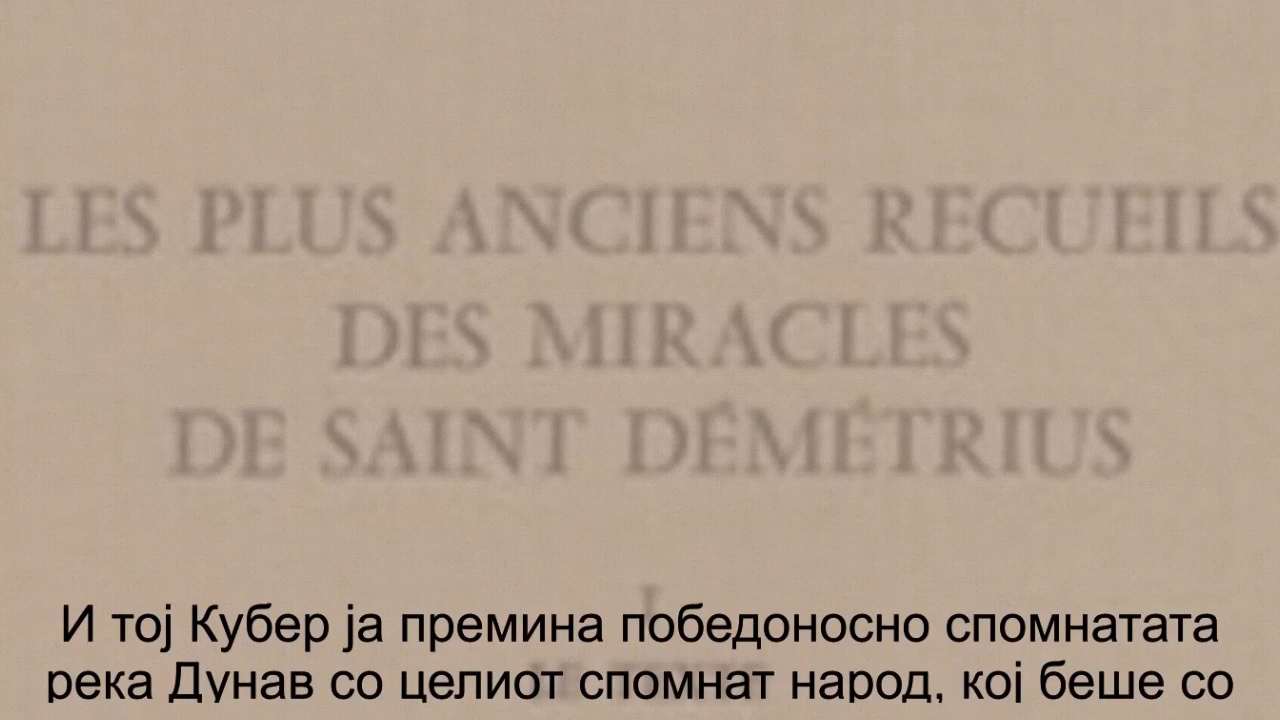 LES PLUS ANCIENS RECUEILS
DES MIRACLES
DE SAINT DÉMÉTRIUS
I
И тој Кубер ја премина победоносно спомнатата
река Дунав со целиот спомнат народ, кој беше со